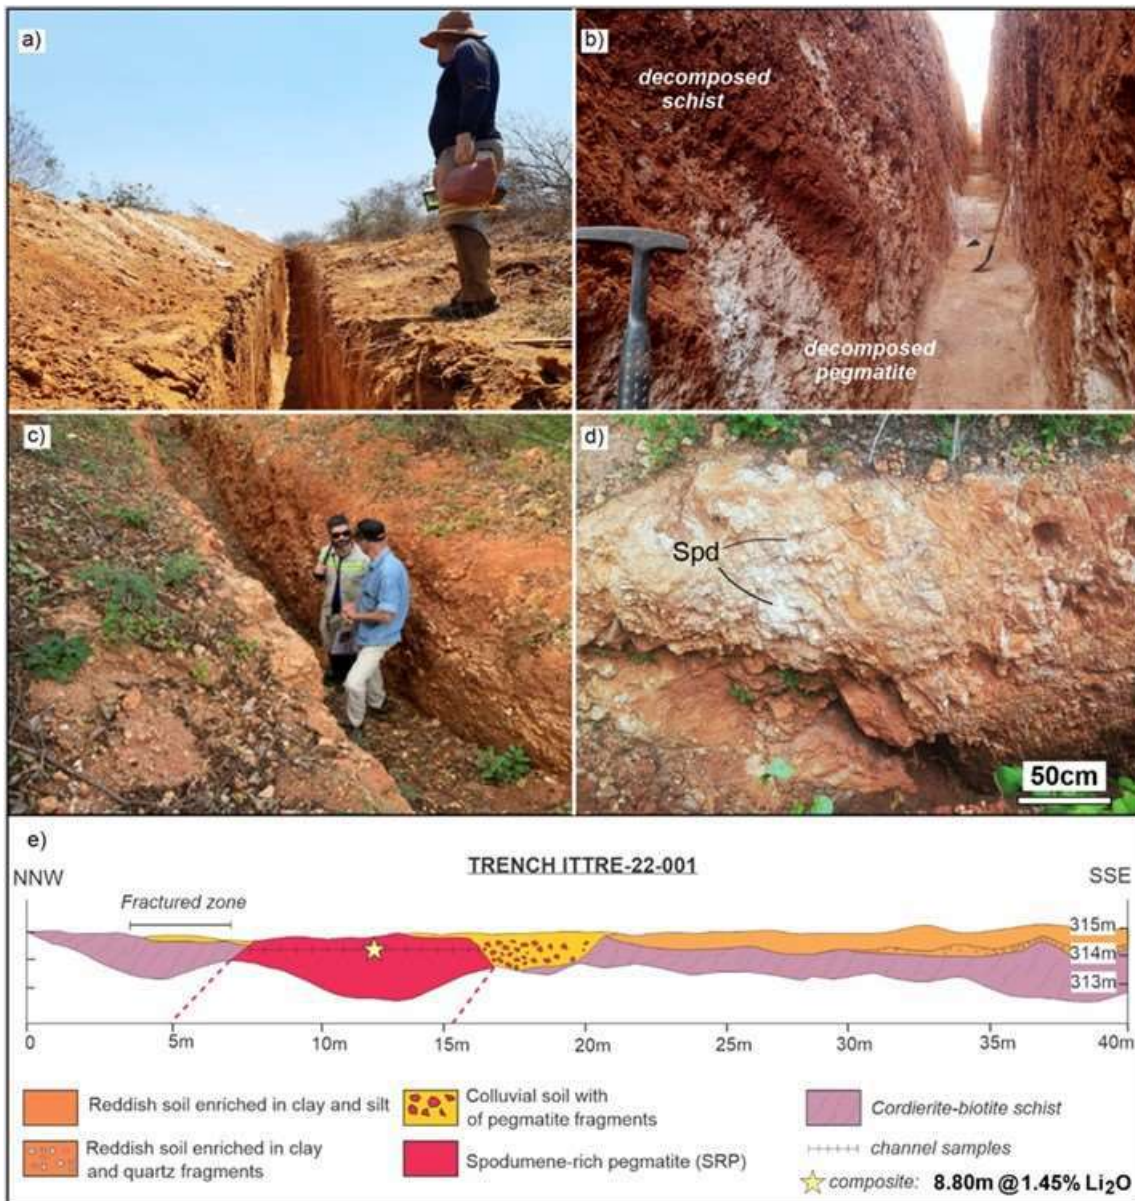 a)
b)
decomposed
schist
decomposed
pegmatite
c)
d)
Spd
50cm
e)
TRENCH ITTRE-22-001
NNW
SSE
Fractured zone
315m
314m
313m
0
5m
10m
15m
20m
25m
30m
35m
40m
Reddish soil enriched in clay and silt
Colluvial soil with
of pegmatite fragments
Cordierite-biotite schist
Reddish soil enriched in clay
and quartz fragments
Spodumene-rich pegmatite (SRP)
channel samples
composite: 8.80m @1.45% Li₂O